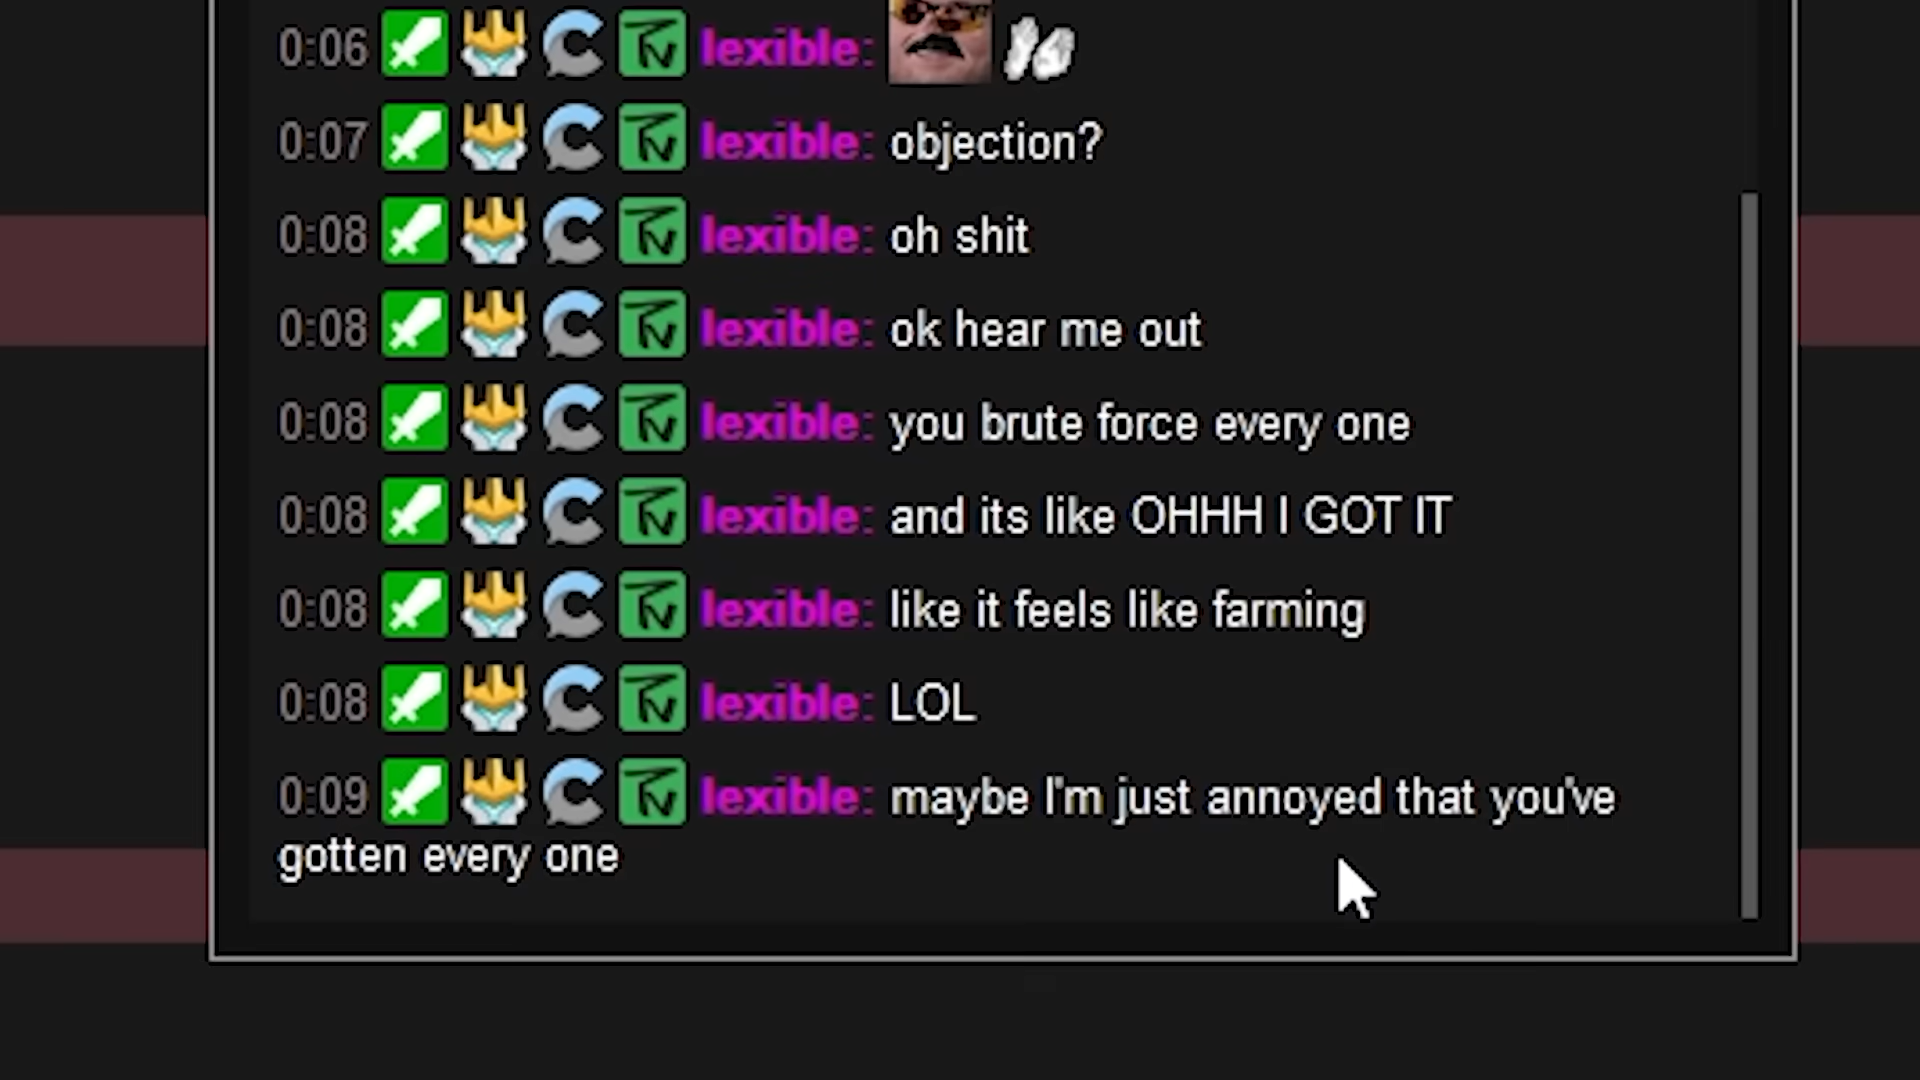 0:06 lexible:
0:07 lexible: objection?
0:08 lexible: oh shit
0:08 lexible: ok hear me out
0:08 lexible: you brute force every one
0:08 lexible: and its like OHHH I GOT IT
0:08 lexible: like it feels like farming
0:08 lexible: LOL
0:09 lexible: maybe I'm just annoyed that you've
gotten every one